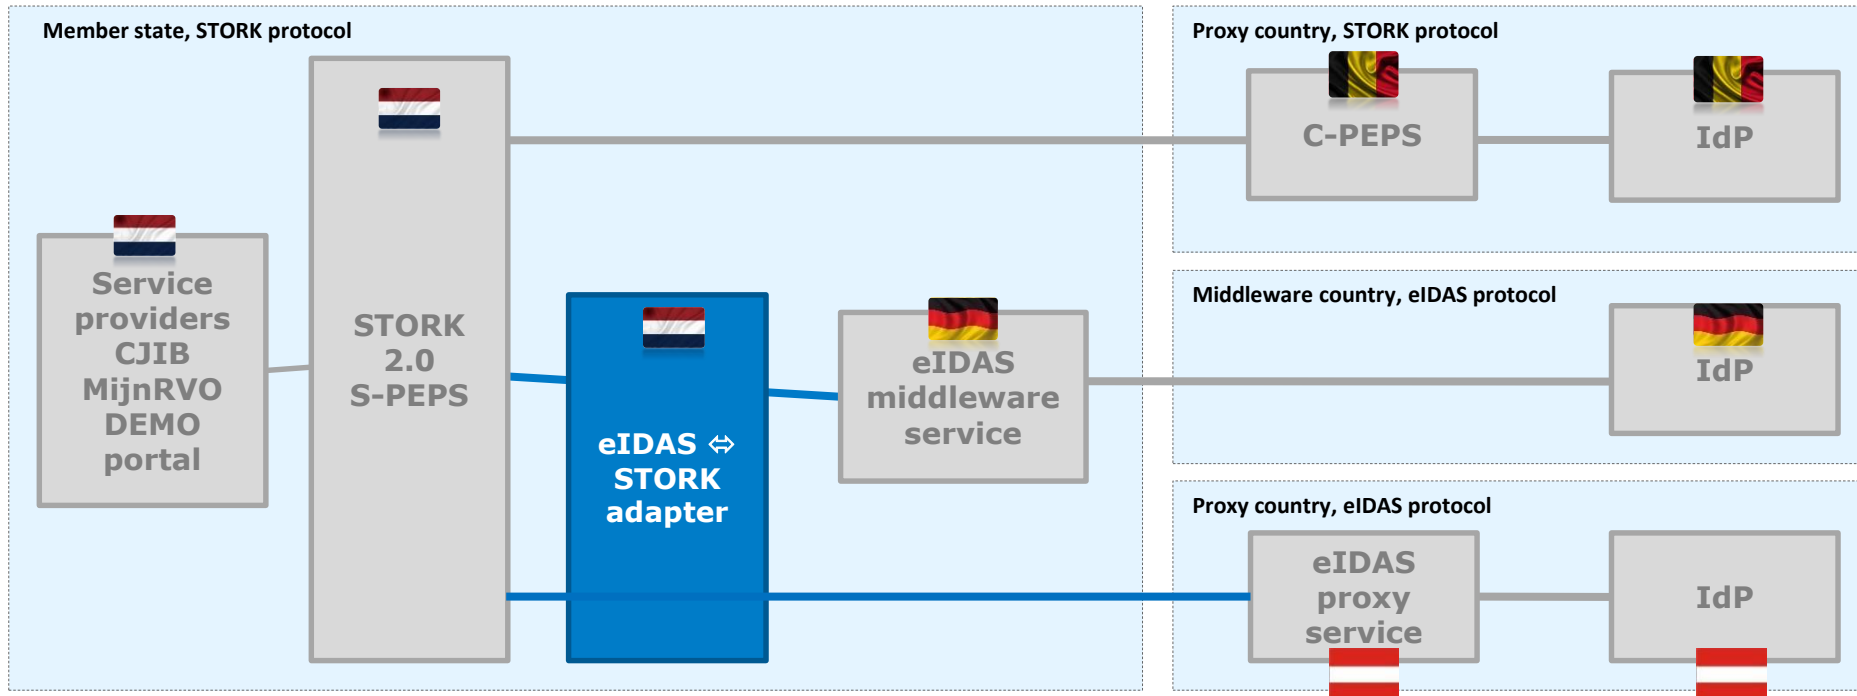 Member state, STORK protocol
Service
providers
CJIB
MijnRVO
DEMO
portal
STORK
2.0
S-PEPS
eIDAS ⇔
STORK
adapter
eIDAS
middleware
service
Proxy country, STORK protocol
C-PEPS
IdP
Middleware country, eIDAS protocol
IdP
Proxy country, eIDAS protocol
eIDAS
proxy
service
IdP